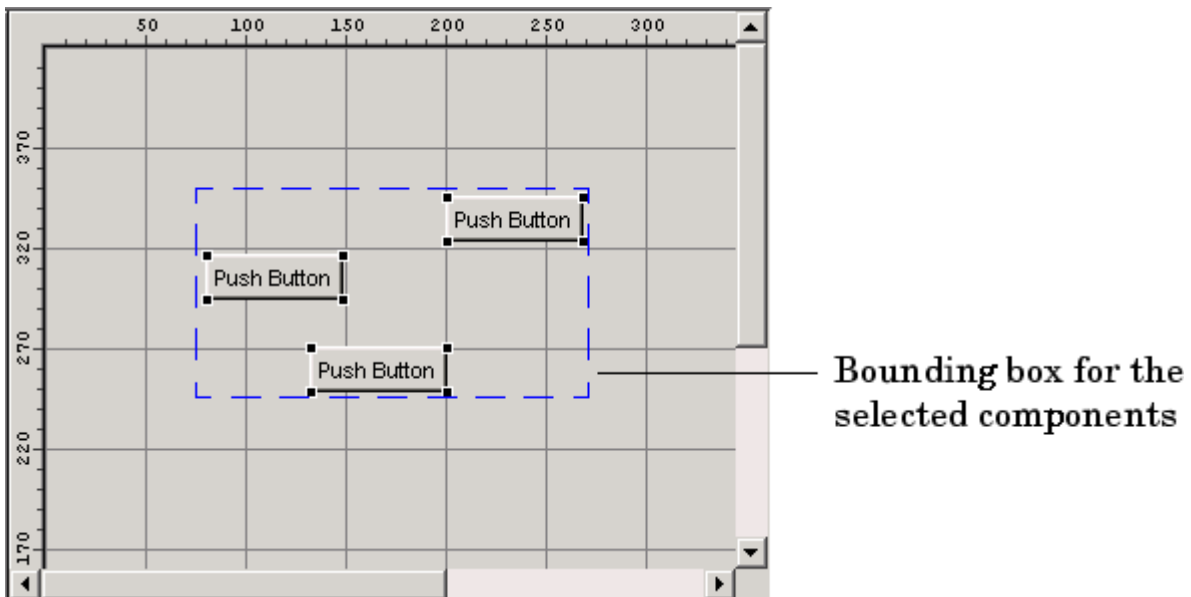 50 100 150 200 250 300
370
Push Button
320
Push Button
270
Push Button
Bounding box for the
selected components
220
170